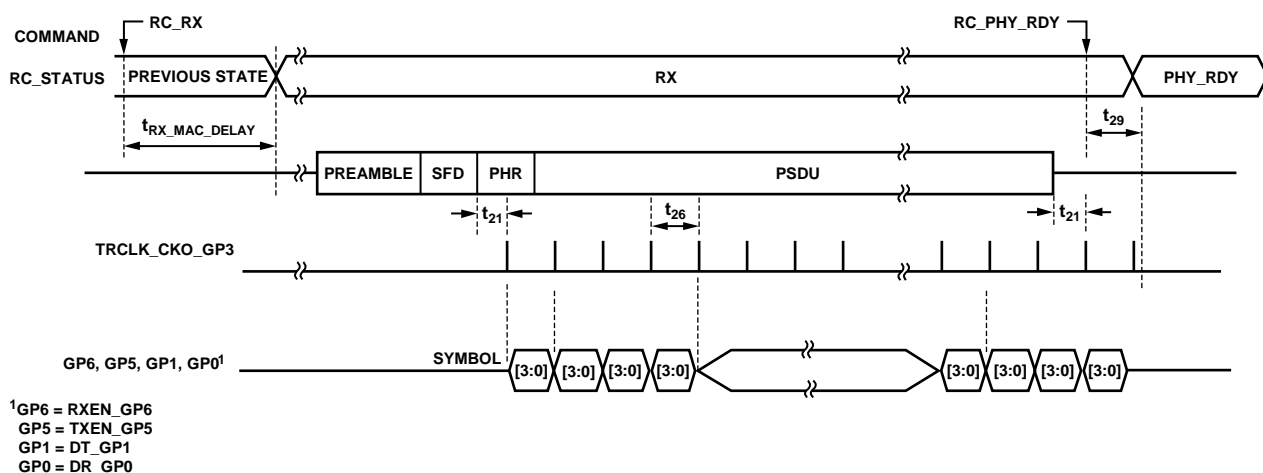 RC_RX
RC_PHY_RDY
COMMAND
RC_STATUS
PREVIOUS STATE
RX
PHY_RDY
tRX_MAC_DELAY
t29
PREAMBLE
SFD
PHR
PSDU
t21
t26
t21
TRCLK_CKO_GP3
GP6, GP5, GP1, GP0¹
SYMBOL
[3:0]
[3:0]
[3:0]
[3:0]
[3:0]
[3:0]
[3:0]
[3:0]
¹GP6 = RXEN_GP6
GP5 = TXEN_GP5
GP1 = DT_GP1
GP0 = DR_GP0